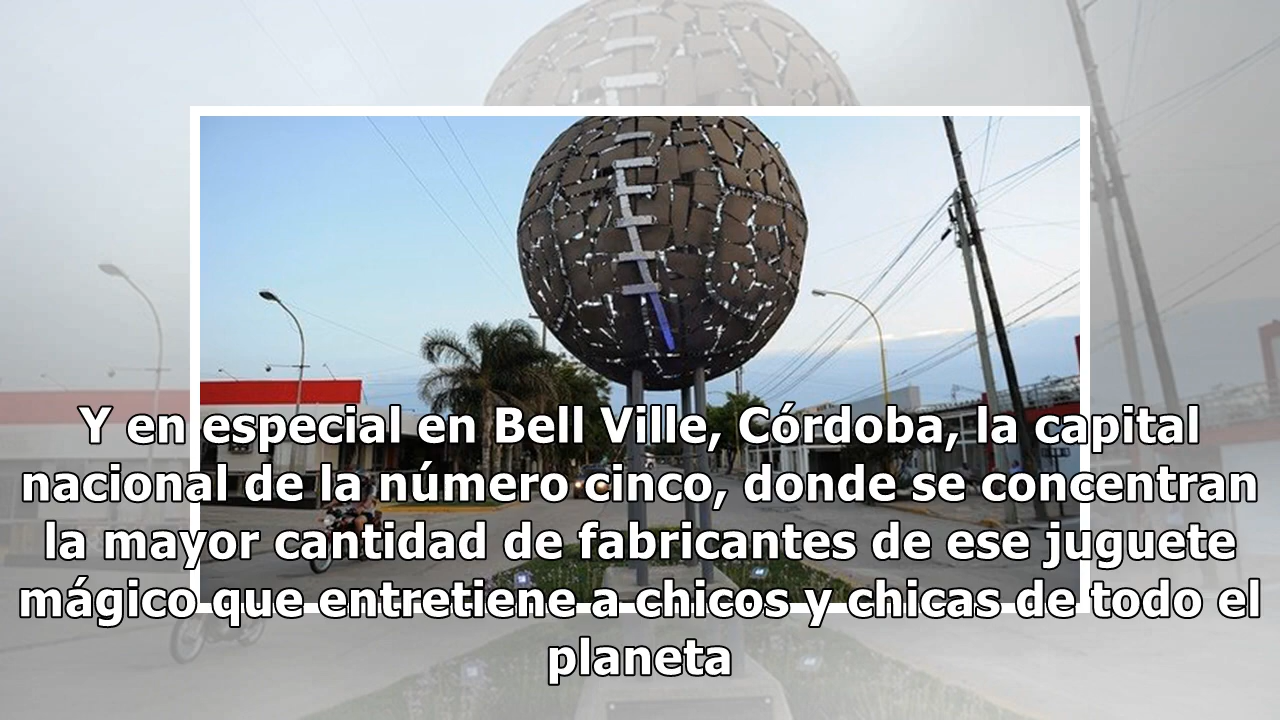 Y en especial en Bell Ville, Córdoba, la capital
nacional de la número cinco, donde se concentran
la mayor cantidad de fabricantes de ese juguete
mágico que entretiene a chicos y chicas de todo el
planeta